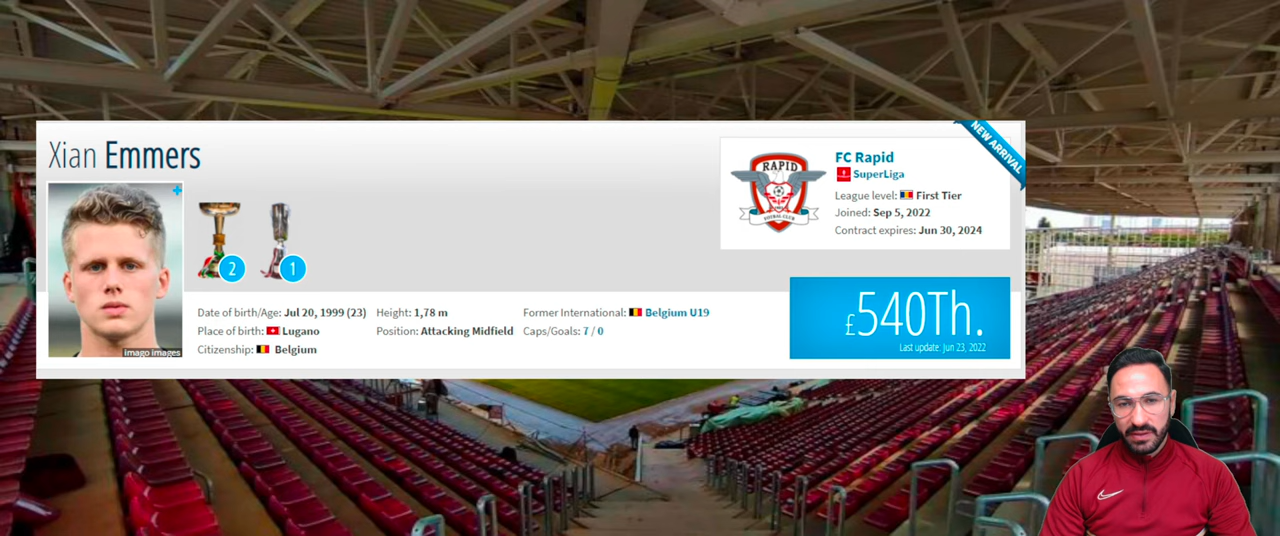 Xian Emmers
imago images
2
1
Date of birth/Age: Jul 20, 1999 (23)
Place of birth: Lugano
Citizenship: Belgium
Height: 1,78 m
Position: Attacking Midfield
Former International: Belgium U19
Caps/Goals: 7 / 0
RAPID
FOTBAL CLUB
FC Rapid
SuperLiga
League level: First Tier
Joined: Sep 5, 2022
Contract expires: Jun 30, 2024
NEW ARRIVAL
£540Th.
Last update: Jun 23, 2022